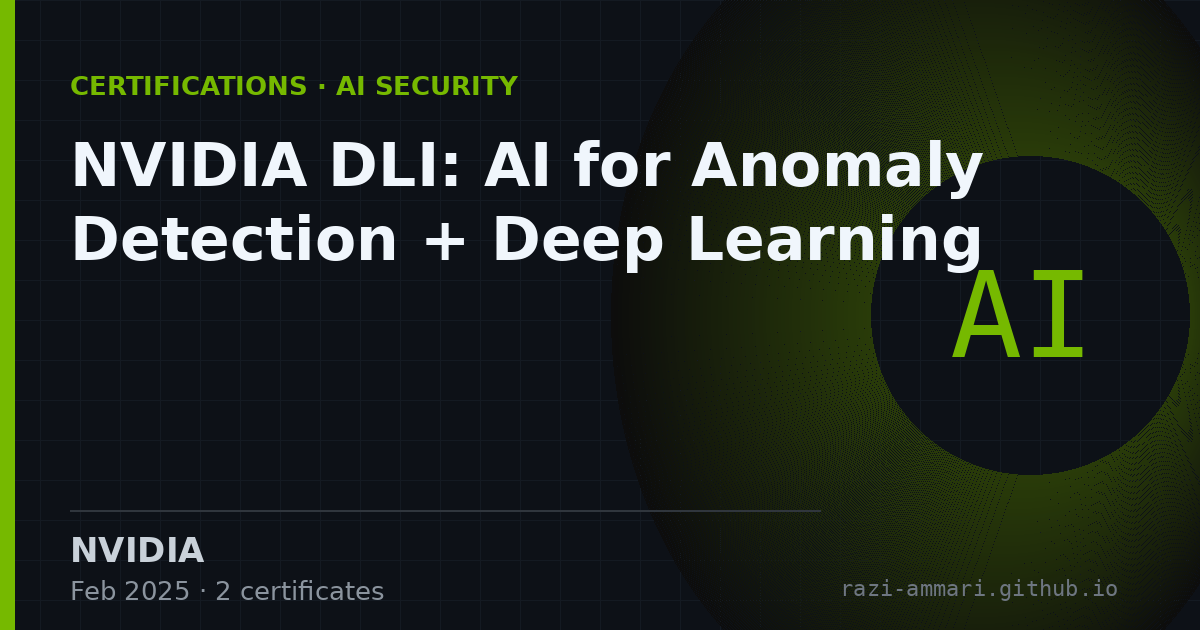 CERTIFICATIONS · AI SECURITY
NVIDIA DLI: AI for Anomaly
Detection + Deep Learning
AI
NVIDIA
Feb 2025 · 2 certificates
razi-ammari.github.io